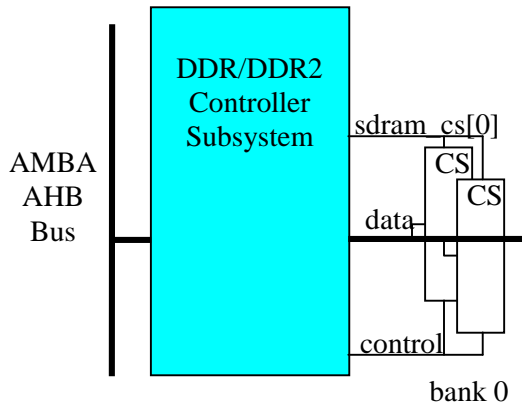 DDR/DDR2
Controller
Subsystem
AMBA
AHB
Bus
sdram_cs[0]
CS
CS
data
control
bank 0